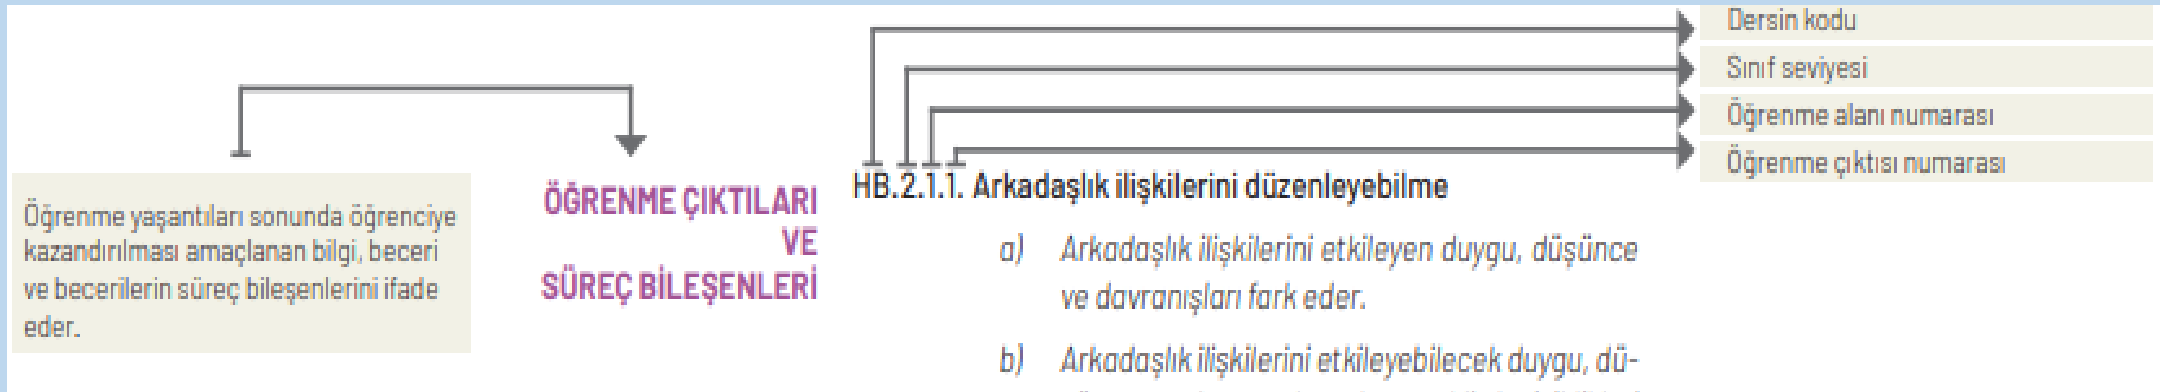 Dersin kodu
Sınıf seviyesi
Öğrenme alanı numarası
Öğrenme çıktısı numarası
Öğrenme yaşantıları sonunda öğrenciye
kazandırılması amaçlanan bilgi, beceri
ve becerilerin süreç bileşenlerini ifade
eder.
ÖĞRENME ÇIKTILARI
VE
SÜREÇ BİLEŞENLERİ
HB.2.1.1. Arkadaşlık ilişkilerini düzenleyebilme
a) Arkadaşlık ilişkilerini etkileyen duygu, düşünce
ve davranışları fark eder.
b) Arkadaşlık ilişkilerini etkileyebilecek duygu, dü-